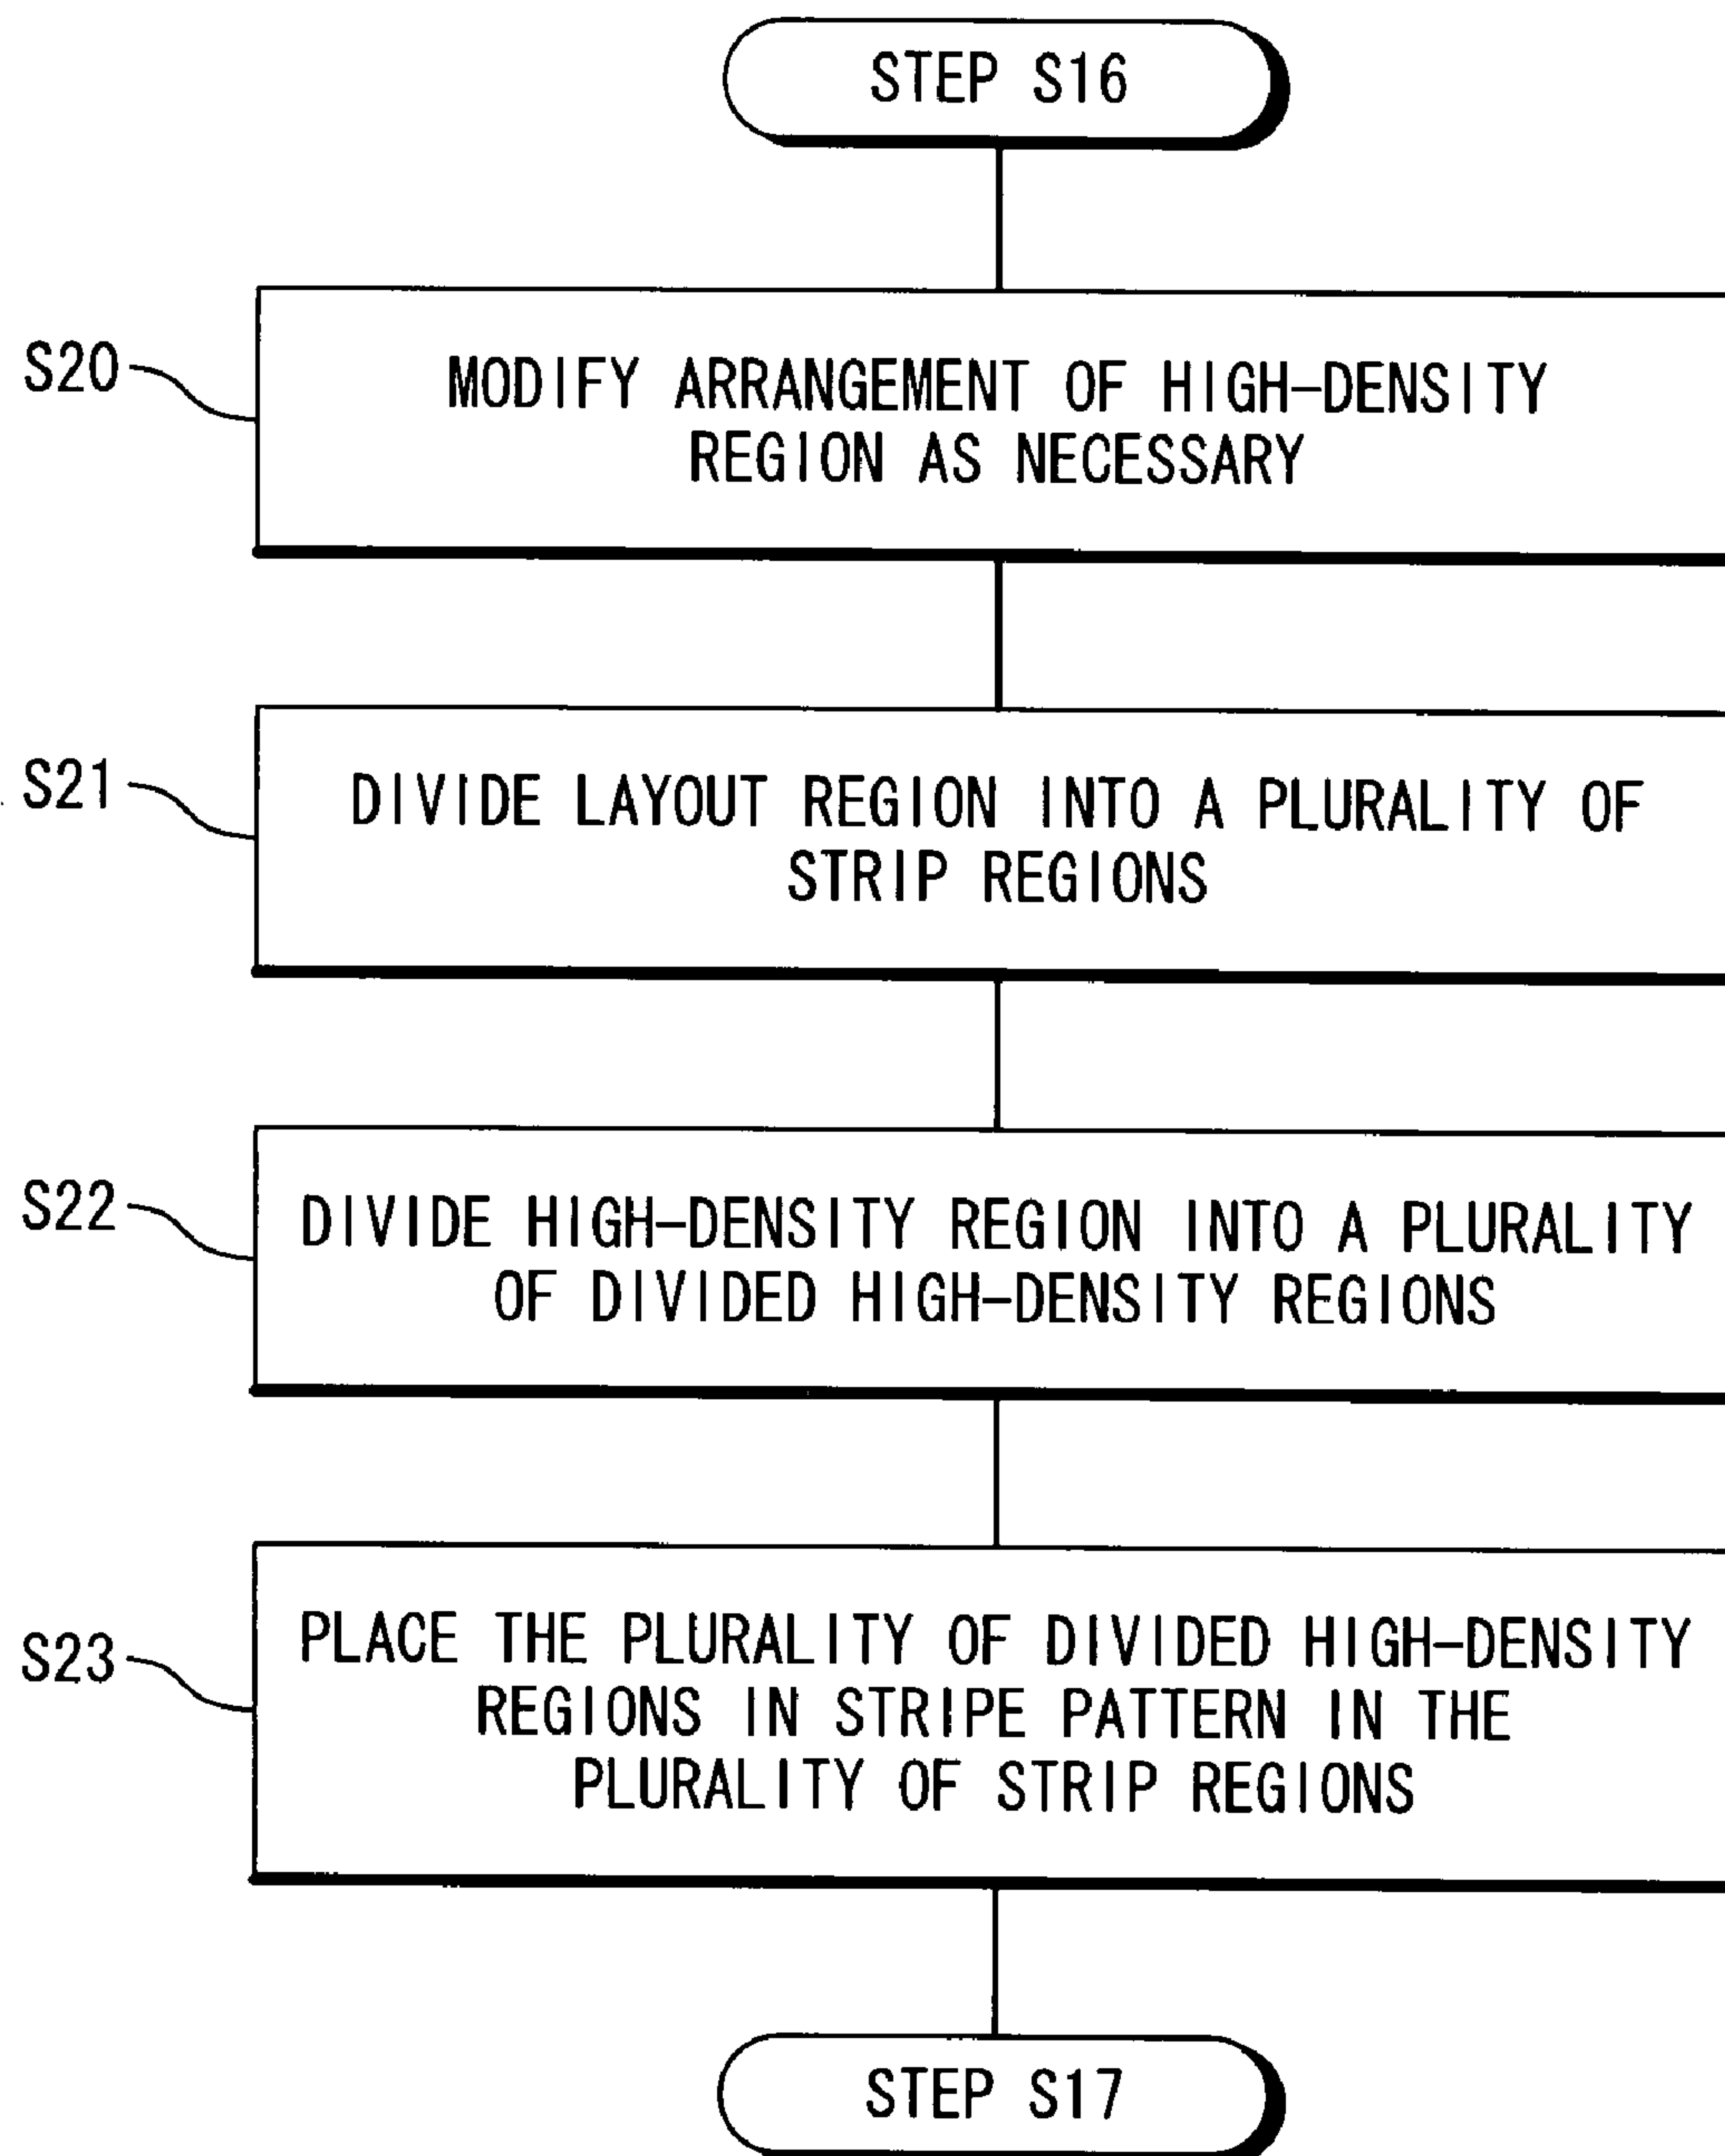 STEP S16
S20
MODIFY ARRANGEMENT OF HIGH-DENSITY
REGION AS NECESSARY
S21
DIVIDE LAYOUT REGION INTO A PLURALITY OF
STRIP REGIONS
S22
DIVIDE HIGH-DENSITY REGION INTO A PLURALITY
OF DIVIDED HIGH-DENSITY REGIONS
S23
PLACE THE PLURALITY OF DIVIDED HIGH-DENSITY
REGIONS IN STRIPE PATTERN IN THE
PLURALITY OF STRIP REGIONS
STEP S17